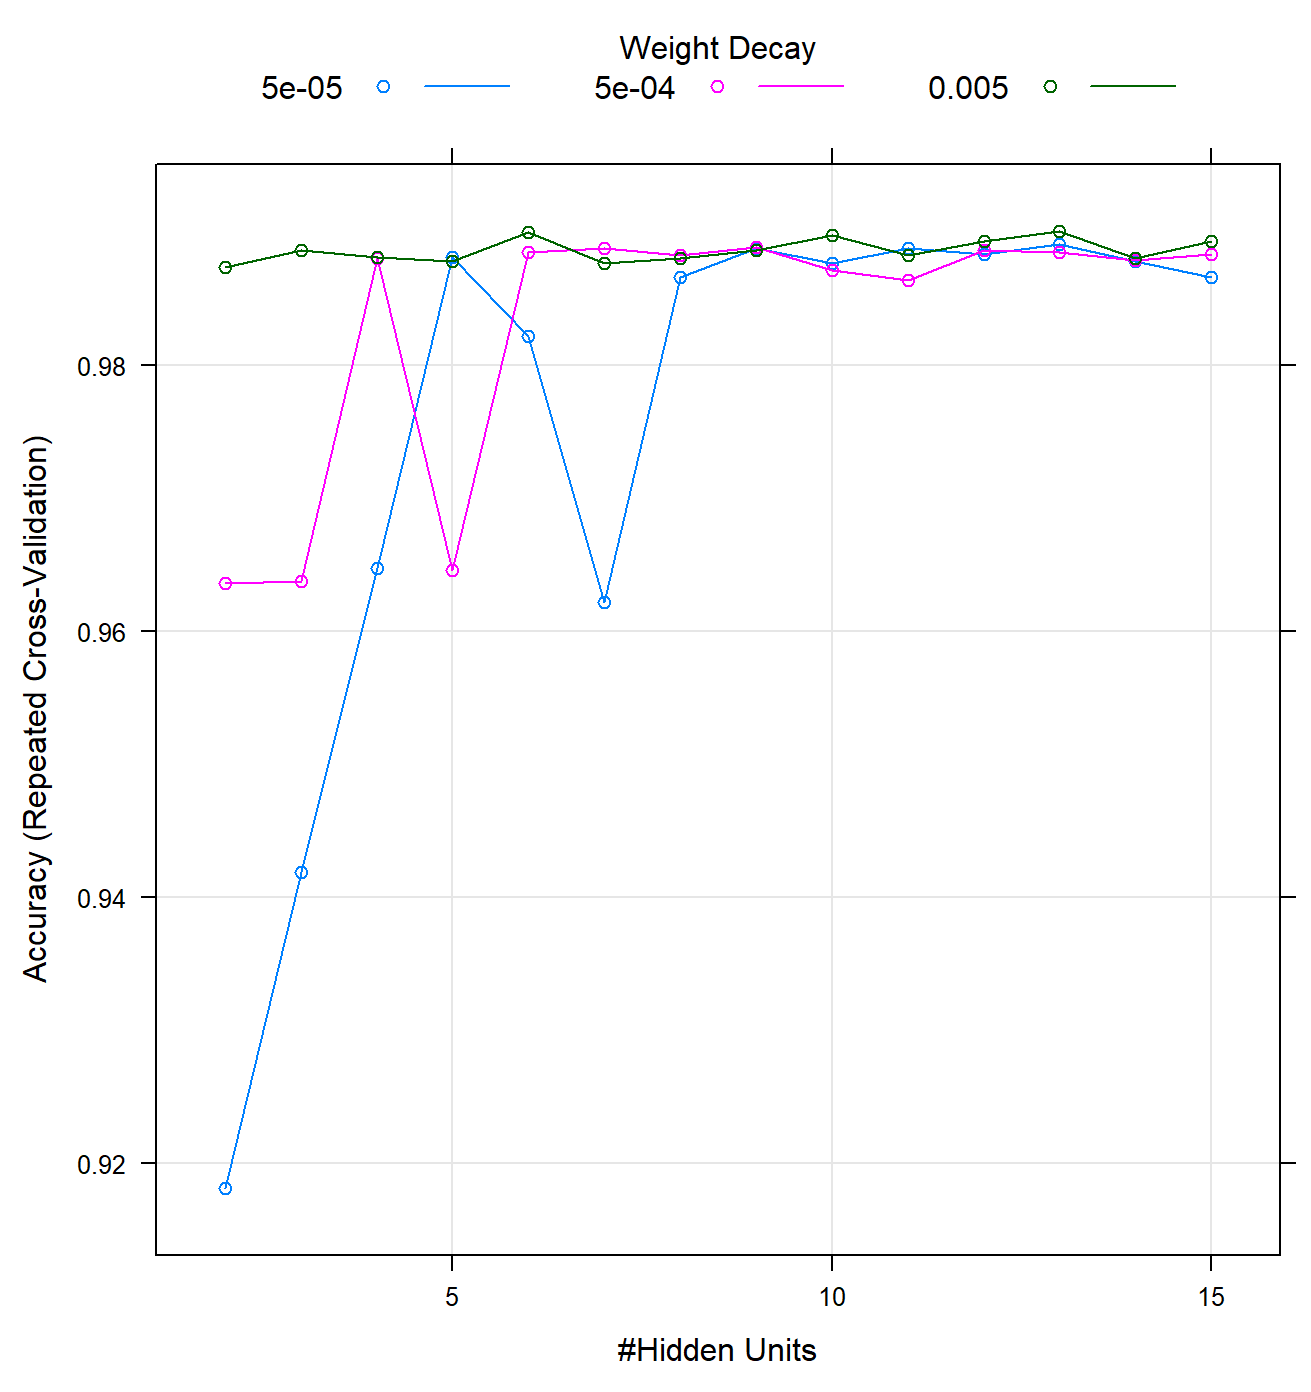 Weight Decay
5e-05 5e-04 0.005
0.98
0.96
0.94
0.92
Accuracy (Repeated Cross-Validation)
5 10 15
#Hidden Units